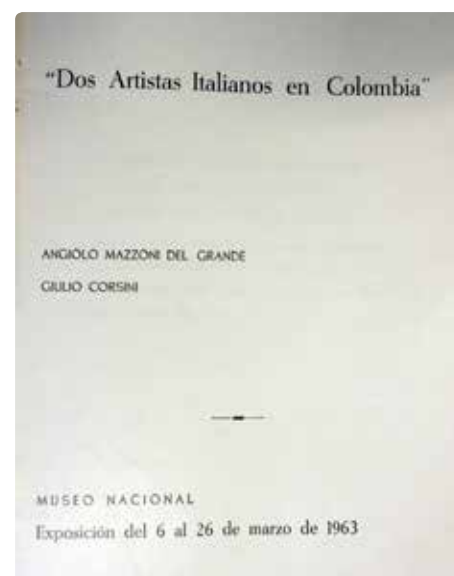 "Dos Artistas Italianos en Colombia"
ANGIOLO MAZZONI DEL GRANDE
GIULIO CORSINI
MUSEO NACIONAL
Exposición del 6 al 26 de marzo de 1963